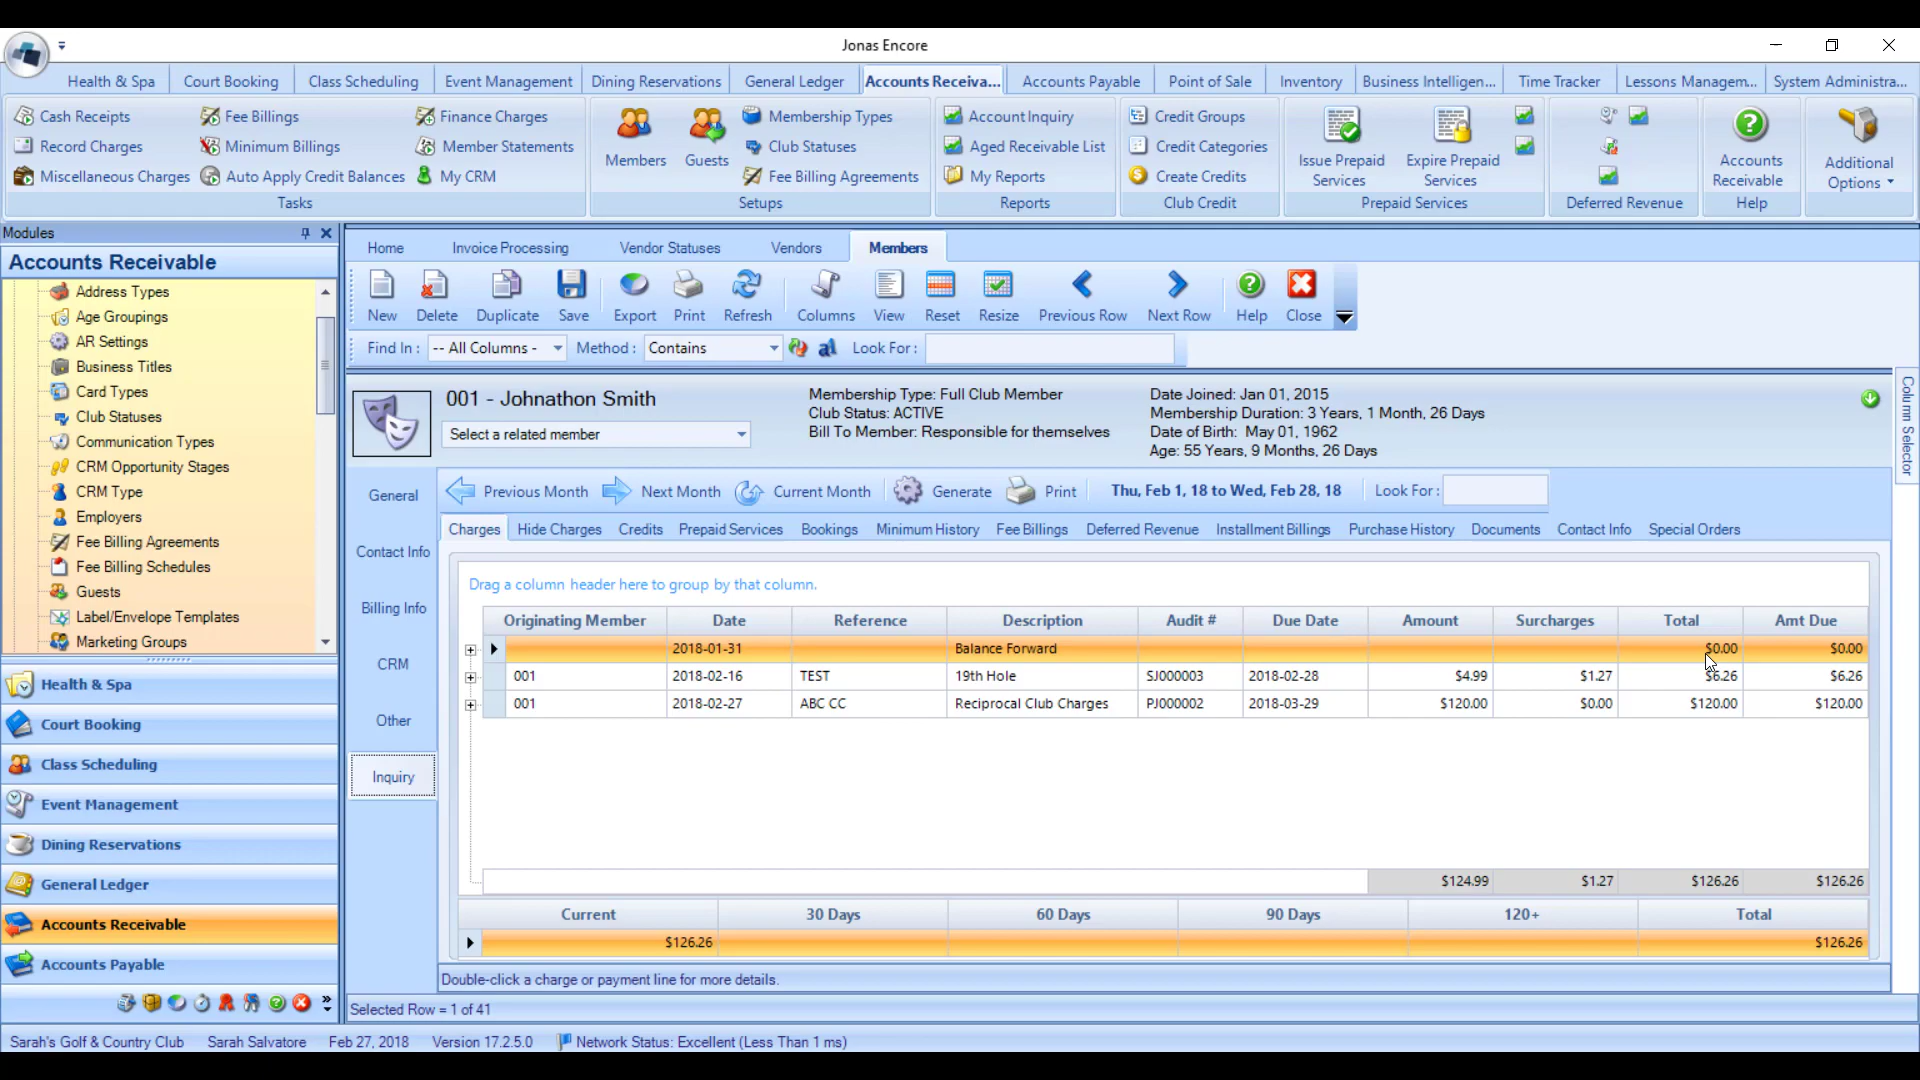 Jonas Encore
Health & Spa Court Booking Class Scheduling Event Management Dining Reservations General Ledger Accounts Receiva... Accounts Payable Point of Sale Inventory Business Intelligen... Time Tracker Lessons Managem... System Administra...
Cash Receipts Fee Billings Finance Charges Membership Types Account Inquiry Credit Groups
Record Charges Minimum Billings Member Statements Members Guests Club Statuses Aged Receivable List Credit Categories Issue Prepaid Services Expire Prepaid Services Accounts Receivable Additional Options
Miscellaneous Charges Auto Apply Credit Balances My CRM Fee Billing Agreements My Reports Create Credits
Tasks Setups Reports Club Credit Prepaid Services Deferred Revenue Help
Modules
Accounts Receivable
Address Types
Age Groupings
AR Settings
Business Titles
Card Types
Club Statuses
Communication Types
CRM Opportunity Stages
CRM Type
Employers
Fee Billing Agreements
Fee Billing Schedules
Guests
Label/Envelope Templates
Marketing Groups
Health & Spa
Court Booking
Class Scheduling
Event Management
Dining Reservations
General Ledger
Accounts Receivable
Accounts Payable
Home Invoice Processing Vendor Statuses Vendors Members
New Delete Duplicate Save Export Print Refresh Columns View Reset Resize Previous Row Next Row Help Close
Find In : -- All Columns - Method : Contains Look For :
001 - Johnathon Smith
Select a related member
Membership Type: Full Club Member
Club Status: ACTIVE
Bill To Member: Responsible for themselves
Date Joined: Jan 01, 2015
Membership Duration: 3 Years, 1 Month, 26 Days
Date of Birth: May 01, 1962
Age: 55 Years, 9 Months, 26 Days
Column Selector
General
Contact Info
Billing Info
CRM
Other
Inquiry
Previous Month Next Month Current Month Generate Print Thu, Feb 1, 18 to Wed, Feb 28, 18 Look For :
Charges Hide Charges Credits Prepaid Services Bookings Minimum History Fee Billings Deferred Revenue Installment Billings Purchase History Documents Contact Info Special Orders
Drag a column header here to group by that column.
Originating Member Date Reference Description Audit # Due Date Amount Surcharges Total Amt Due
2018-01-31 Balance Forward $0.00 $0.00
001 2018-02-16 TEST 19th Hole SJ000003 2018-02-28 $4.99 $1.27 $6.26 $6.26
001 2018-02-27 ABC CC Reciprocal Club Charges PJ000002 2018-03-29 $120.00 $0.00 $120.00 $120.00
$124.99 $1.27 $126.26 $126.26
Current 30 Days 60 Days 90 Days 120+ Total
$126.26 $126.26
Double-click a charge or payment line for more details.
Selected Row = 1 of 41
Sarah's Golf & Country Club Sarah Salvatore Feb 27, 2018 Version 17.2.5.0 Network Status: Excellent (Less Than 1 ms)